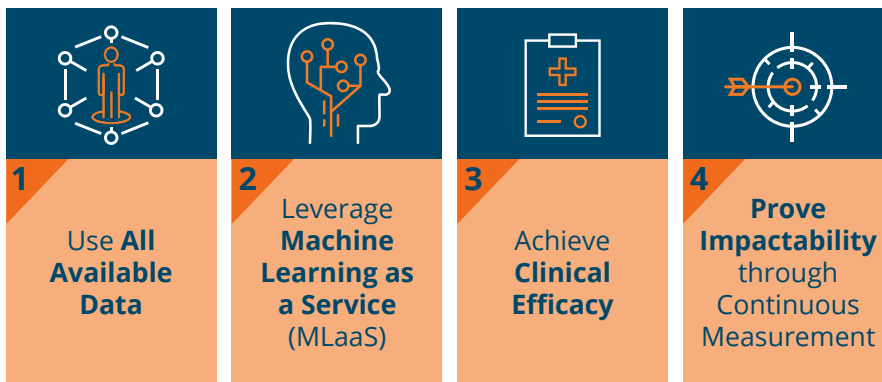 1
Use All
Available
Data
2
Leverage
Machine
Learning as
a Service
(MLaaS)
3
Achieve
Clinical
Efficacy
4
Prove
Impactability
through
Continuous
Measurement